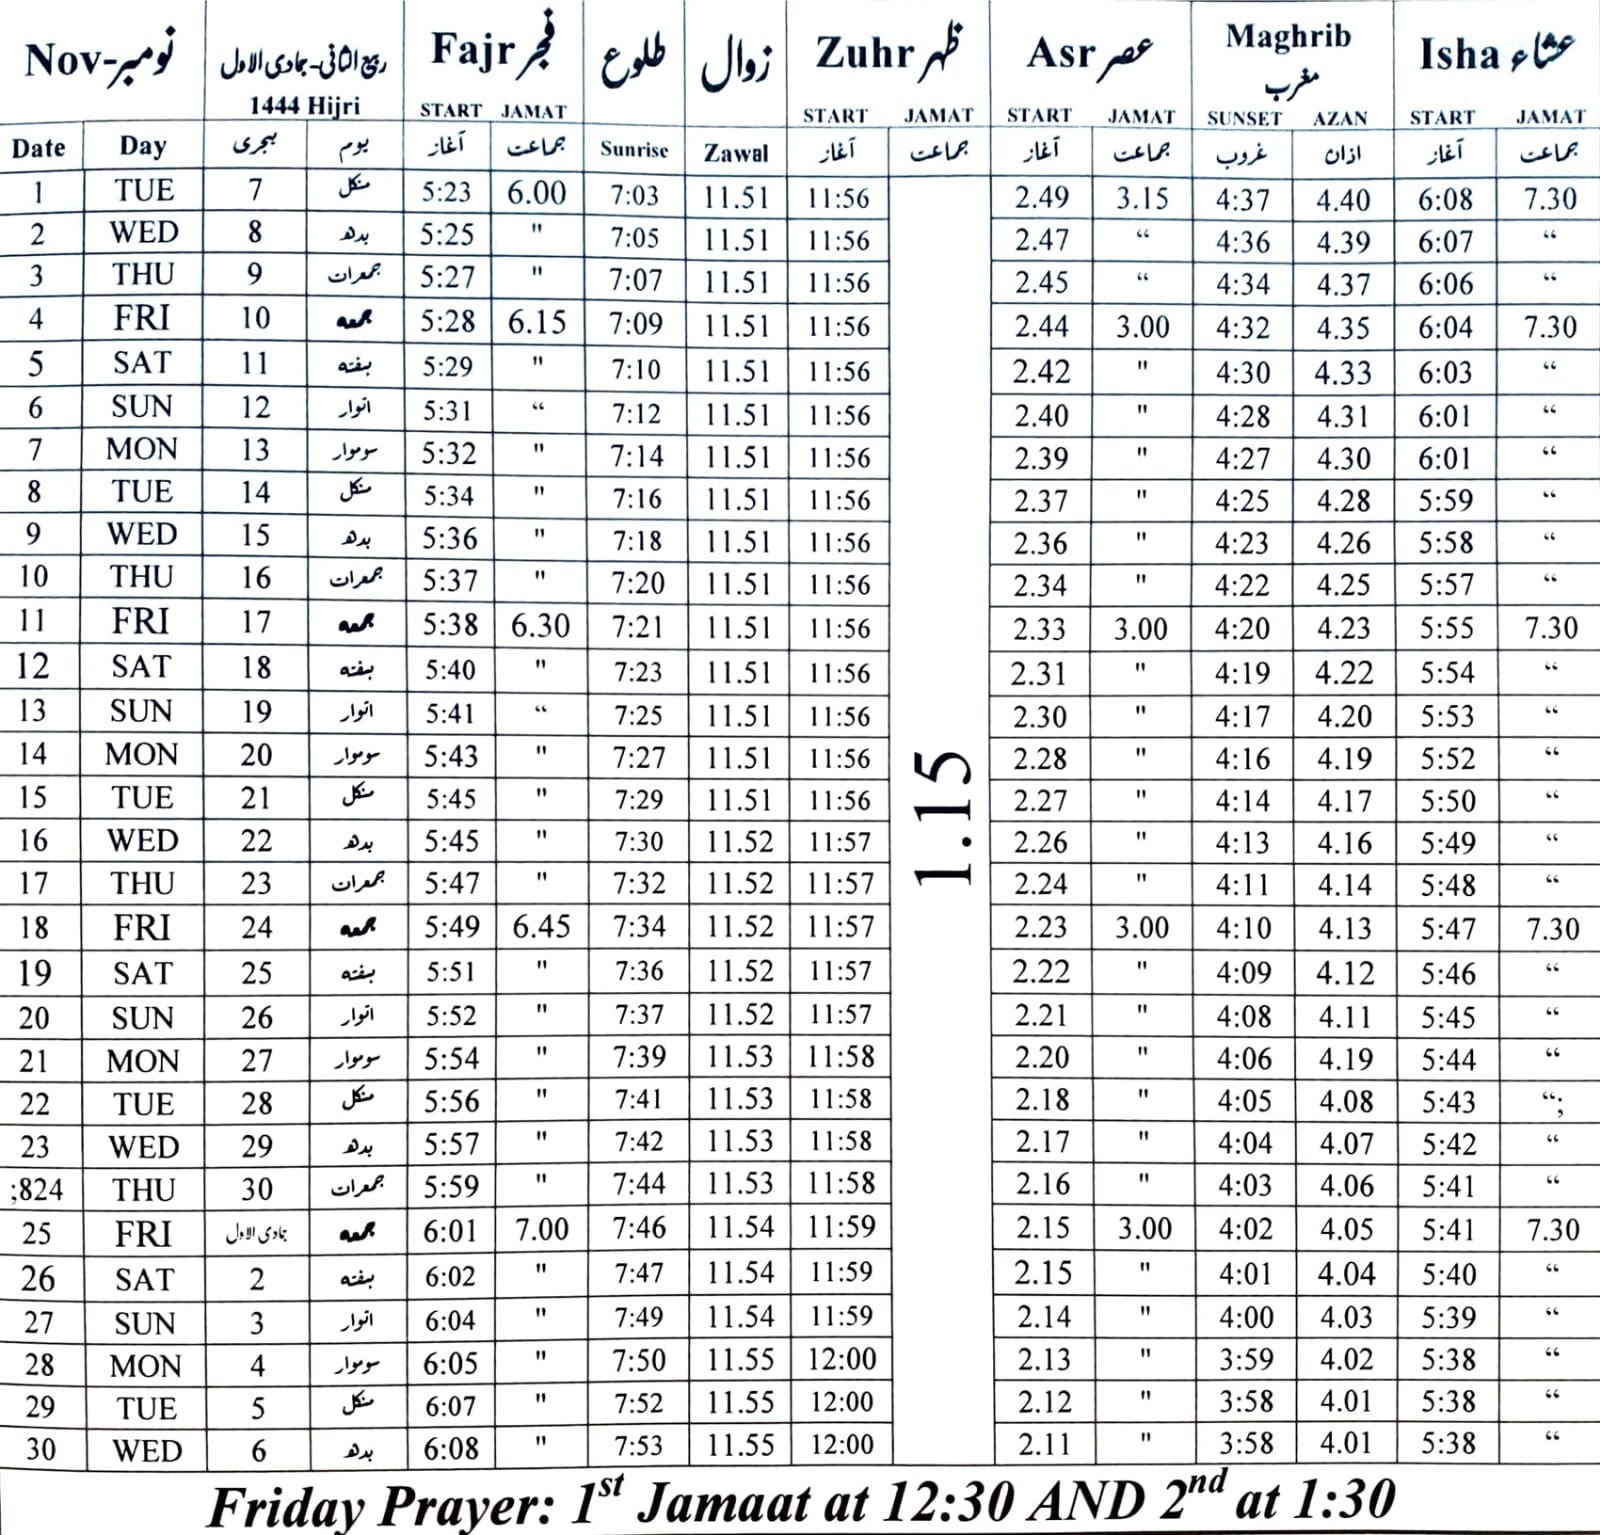 Nov-نومبر ربیع الثانی-جمادی الاول Fajr فجر طلوع زوال Zuhr ظہر Asr عصر Maghrib Isha عشاء
مغرب
1444 Hijri START JAMAT START JAMAT START JAMAT SUNSET AZAN START JAMAT
Date Day ہجری یوم آغاز جماعت Sunrise Zawal آغاز جماعت آغاز جماعت غروب اذان آغاز جماعت
1 TUE 7 منگل 5:23 6.00 7:03 11.51 11:56 2.49 3.15 4:37 4.40 6:08 7.30
2 WED 8 بدھ 5:25 " 7:05 11.51 11:56 2.47 “ 4:36 4.39 6:07 “
3 THU 9 جمعرات 5:27 " 7:07 11.51 11:56 2.45 “ 4:34 4.37 6:06 “
4 FRI 10 جمعہ 5:28 6.15 7:09 11.51 11:56 2.44 3.00 4:32 4.35 6:04 7.30
5 SAT 11 ہفتہ 5:29 " 7:10 11.51 11:56 2.42 " 4:30 4.33 6:03 “
6 SUN 12 اتوار 5:31 “ 7:12 11.51 11:56 2.40 " 4:28 4.31 6:01 “
7 MON 13 سوموار 5:32 " 7:14 11.51 11:56 2.39 " 4:27 4.30 6:01 “
8 TUE 14 منگل 5:34 " 7:16 11.51 11:56 2.37 " 4:25 4.28 5:59 “
9 WED 15 بدھ 5:36 " 7:18 11.51 11:56 2.36 " 4:23 4.26 5:58 “
10 THU 16 جمعرات 5:37 " 7:20 11.51 11:56 2.34 " 4:22 4.25 5:57 “
11 FRI 17 جمعہ 5:38 6.30 7:21 11.51 11:56 2.33 3.00 4:20 4.23 5:55 7.30
12 SAT 18 ہفتہ 5:40 " 7:23 11.51 11:56 2.31 " 4:19 4.22 5:54 “
13 SUN 19 اتوار 5:41 “ 7:25 11.51 11:56 2.30 " 4:17 4.20 5:53 “
14 MON 20 سوموار 5:43 " 7:27 11.51 11:56 2.28 " 4:16 4.19 5:52 “
15 TUE 21 منگل 5:45 " 7:29 11.51 11:56 1.15 2.27 " 4:14 4.17 5:50 “
16 WED 22 بدھ 5:45 " 7:30 11.52 11:57 2.26 " 4:13 4.16 5:49 “
17 THU 23 جمعرات 5:47 " 7:32 11.52 11:57 2.24 " 4:11 4.14 5:48 “
18 FRI 24 جمعہ 5:49 6.45 7:34 11.52 11:57 2.23 3.00 4:10 4.13 5:47 7.30
19 SAT 25 ہفتہ 5:51 " 7:36 11.52 11:57 2.22 " 4:09 4.12 5:46 “
20 SUN 26 اتوار 5:52 " 7:37 11.52 11:57 2.21 " 4:08 4.11 5:45 “
21 MON 27 سوموار 5:54 " 7:39 11.53 11:58 2.20 " 4:06 4.19 5:44 “
22 TUE 28 منگل 5:56 " 7:41 11.53 11:58 2.18 " 4:05 4.08 5:43 “;
23 WED 29 بدھ 5:57 " 7:42 11.53 11:58 2.17 " 4:04 4.07 5:42 “
;824 THU 30 جمعرات 5:59 " 7:44 11.53 11:58 2.16 " 4:03 4.06 5:41 “
25 FRI جمادی الاول جمعہ 6:01 7.00 7:46 11.54 11:59 2.15 3.00 4:02 4.05 5:41 7.30
26 SAT 2 ہفتہ 6:02 " 7:47 11.54 11:59 2.15 " 4:01 4.04 5:40 “
27 SUN 3 اتوار 6:04 " 7:49 11.54 11:59 2.14 " 4:00 4.03 5:39 “
28 MON 4 سوموار 6:05 " 7:50 11.55 12:00 2.13 " 3:59 4.02 5:38 “
29 TUE 5 منگل 6:07 " 7:52 11.55 12:00 2.12 " 3:58 4.01 5:38 “
30 WED 6 بدھ 6:08 " 7:53 11.55 12:00 2.11 " 3:58 4.01 5:38 “
Friday Prayer: 1st Jamaat at 12:30 AND 2nd at 1:30